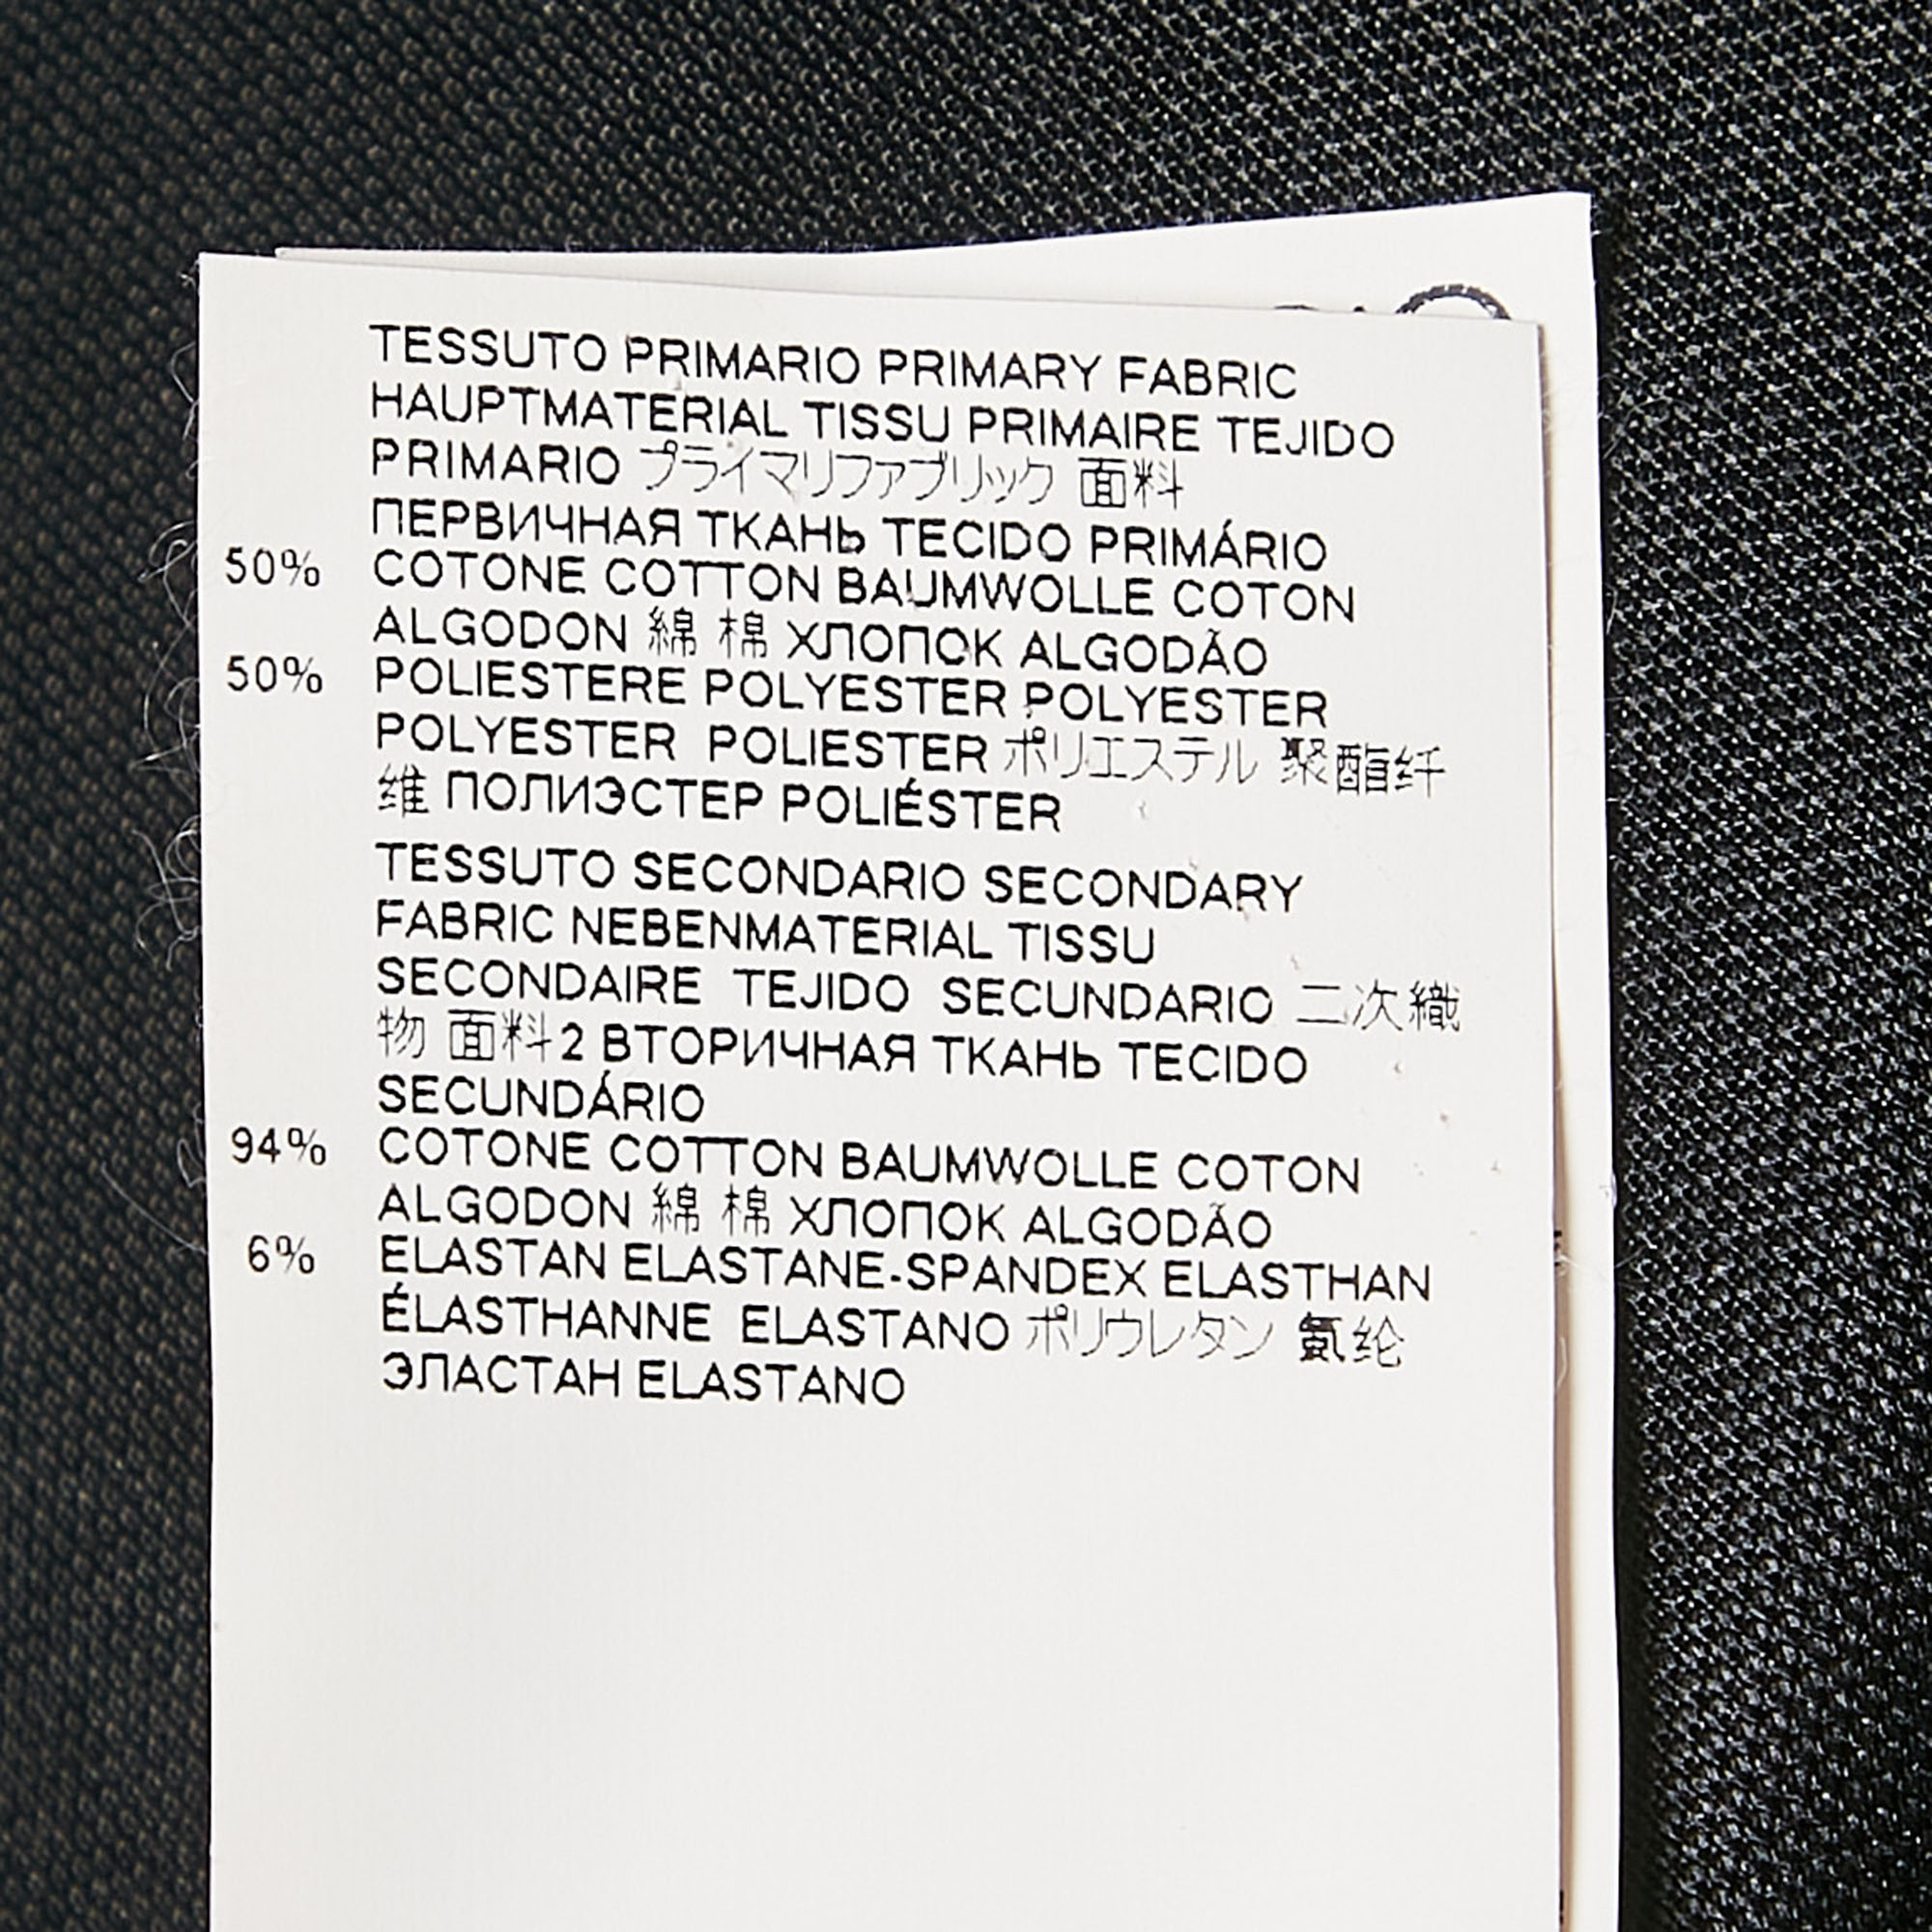 TESSUTO PRIMARIO PRIMARY FABRIC
HAUPTMATERIAL TISSU PRIMAIRE TEJIDO
PRIMARIO プライマリファブリック 面料
ПЕРВИЧНАЯ ТКАНЬ TECIDO PRIMÁRIO
50% COTONE COTTON BAUMWOLLE COTON
ALGODON 綿 棉 ХЛОПОК ALGODÃO
50% POLIESTERE POLYESTER POLYESTER
POLYESTER POLIESTER ポリエステル 聚酯纤
维 ПОЛИЭСТЕР POLIÉSTER
TESSUTO SECONDARIO SECONDARY
FABRIC NEBENMATERIAL TISSU
SECONDAIRE TEJIDO SECUNDARIO 二次織
物 面料2 ВТОРИЧНАЯ ТКАНЬ TECIDO
SECUNDÁRIO
94% COTONE COTTON BAUMWOLLE COTON
ALGODON 綿 棉 ХЛОПОК ALGODÃO
6% ELASTAN ELASTANE-SPANDEX ELASTHAN
ÉLASTHANNE ELASTANO ポリウレタン 氨纶
ЭЛАСТАН ELASTANO